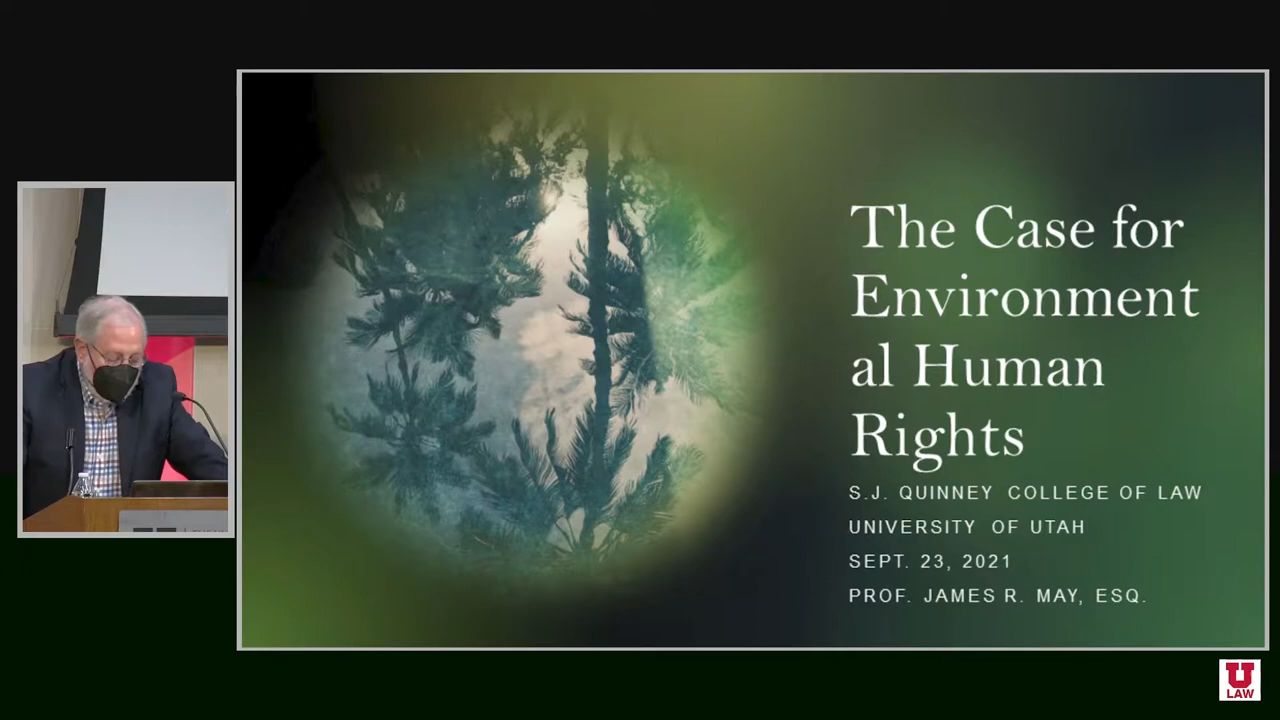 The Case for
Environment
al Human
Rights
S.J. QUINNEY COLLEGE OF LAW
UNIVERSITY OF UTAH
SEPT. 23, 2021
PROF. JAMES R. MAY, ESQ.
U
LAW